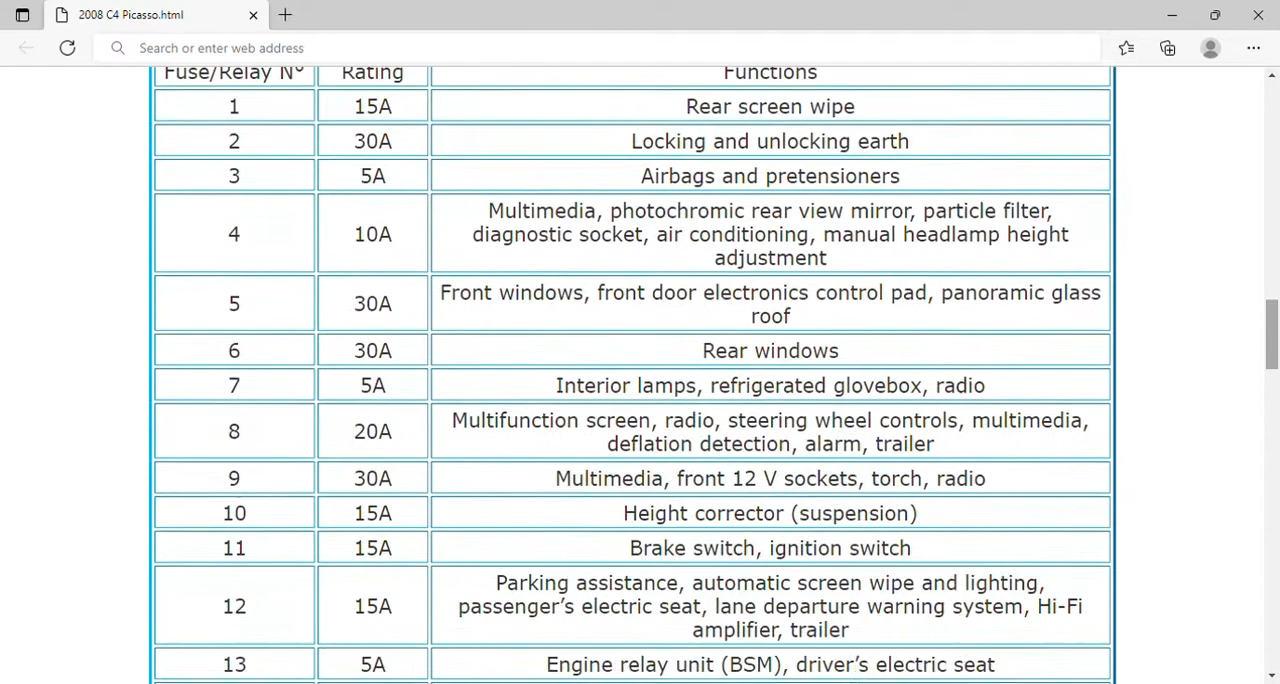 2008 C4 Picasso.html
Search or enter web address
Fuse/Relay N° Rating Functions
1 15A Rear screen wipe
2 30A Locking and unlocking earth
3 5A Airbags and pretensioners
4 10A Multimedia, photochromic rear view mirror, particle filter,
diagnostic socket, air conditioning, manual headlamp height
adjustment
5 30A Front windows, front door electronics control pad, panoramic glass
roof
6 30A Rear windows
7 5A Interior lamps, refrigerated glovebox, radio
8 20A Multifunction screen, radio, steering wheel controls, multimedia,
deflation detection, alarm, trailer
9 30A Multimedia, front 12 V sockets, torch, radio
10 15A Height corrector (suspension)
11 15A Brake switch, ignition switch
12 15A Parking assistance, automatic screen wipe and lighting,
passenger’s electric seat, lane departure warning system, Hi-Fi
amplifier, trailer
13 5A Engine relay unit (BSM), driver’s electric seat